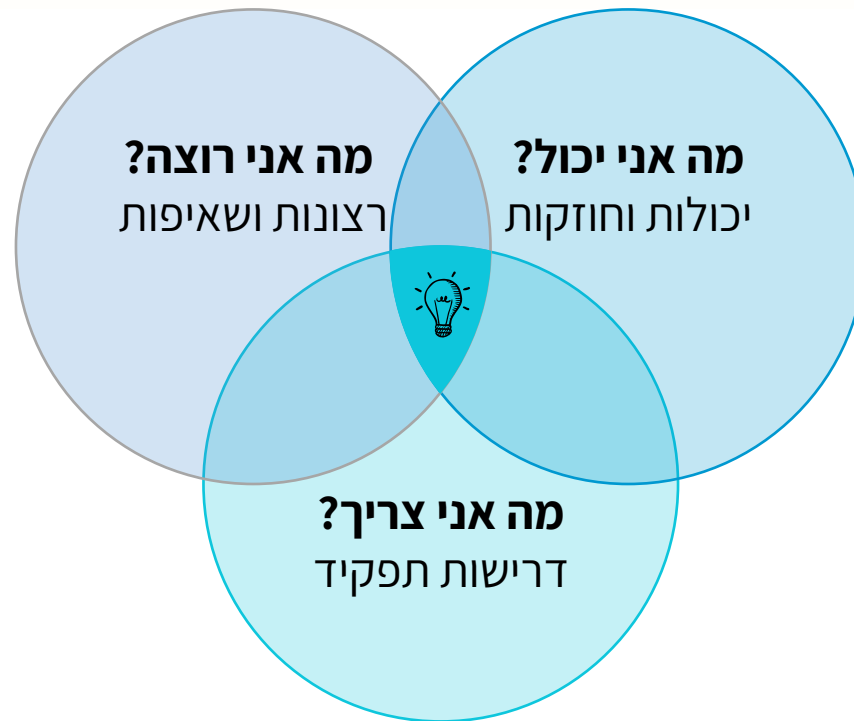 מה אני יכול?
יכולות וחוזקות
מה אני רוצה?
רצונות ושאיפות
מה אני צריך?
דרישות תפקיד